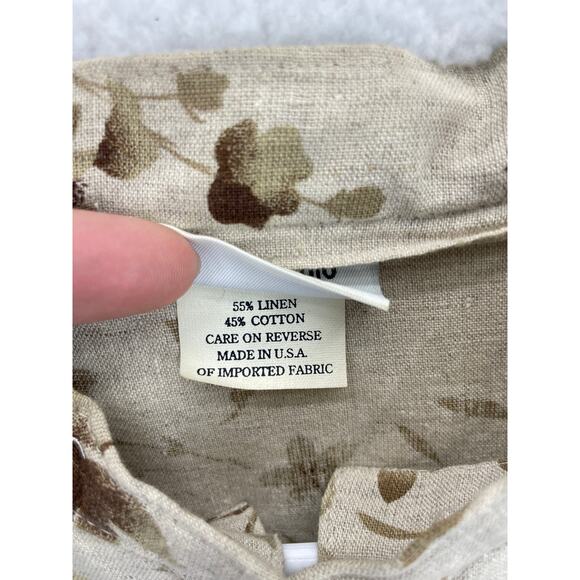 55% LINEN
45% COTTON
CARE ON REVERSE
MADE IN U.S.A.
OF IMPORTED FABRIC